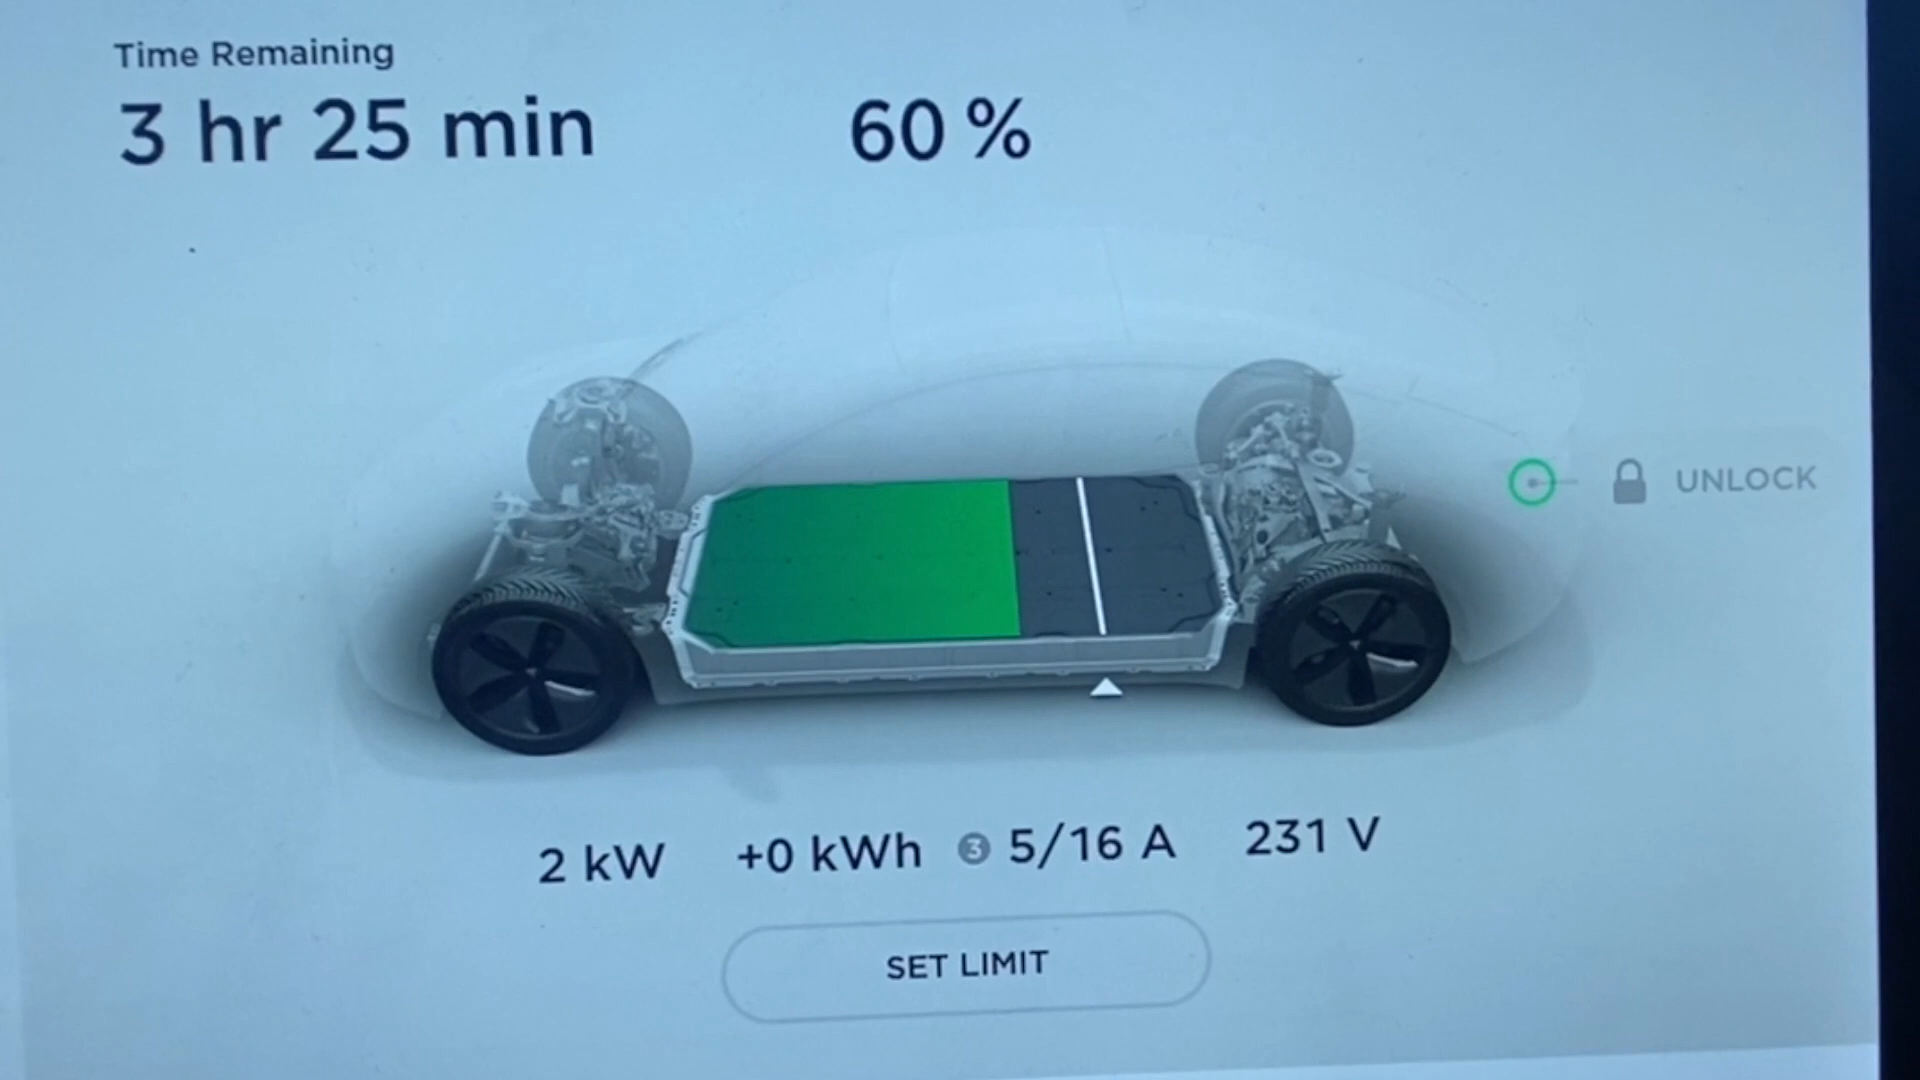 Time Remaining
3 hr 25 min 60 %
UNLOCK
2 kW +0 kWh 3 5/16 A 231 V
SET LIMIT